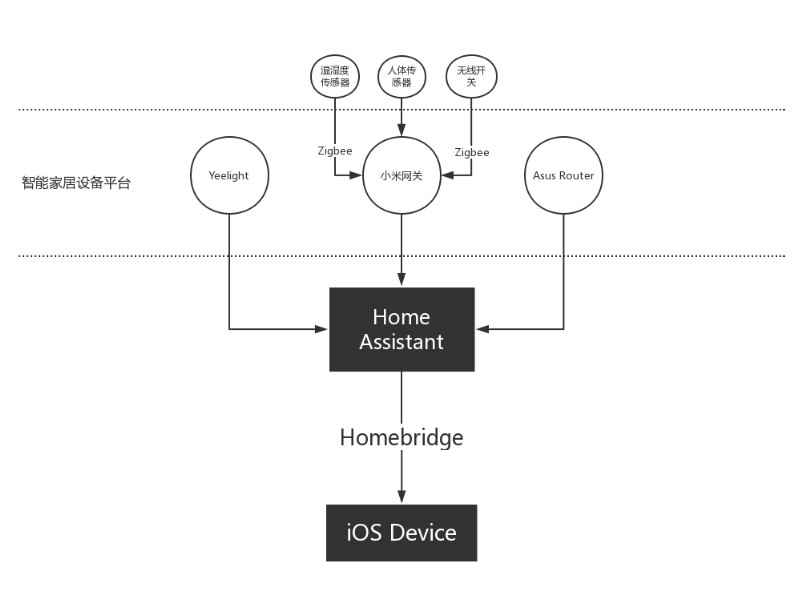 温湿度
传感器
人体传
感器
无线开
关
Zigbee
Zigbee
智能家居设备平台
Yeelight
小米网关
Asus Router
Home
Assistant
Homebridge
iOS Device